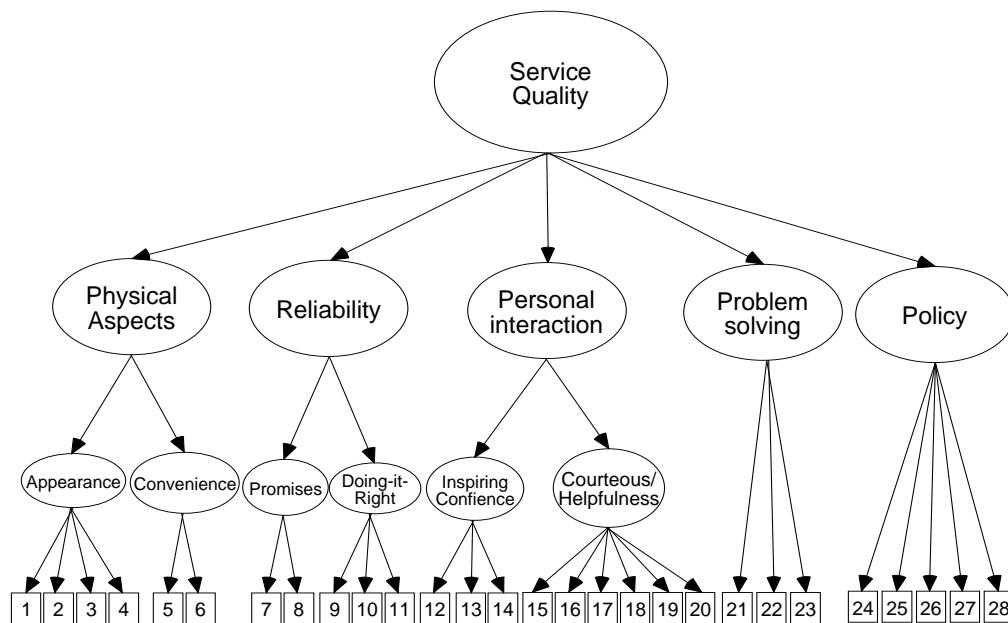 Service
Quality
Physical
Aspects
Reliability
Personal
interaction
Problem
solving
Policy
Appearance
Convenience
Promises
Doing-it-
Right
Inspiring
Confience
Courteous/
Helpfulness
1 2 3 4 5 6 7 8 9 10 11 12 13 14 15 16 17 18 19 20 21 22 23 24 25 26 27 28